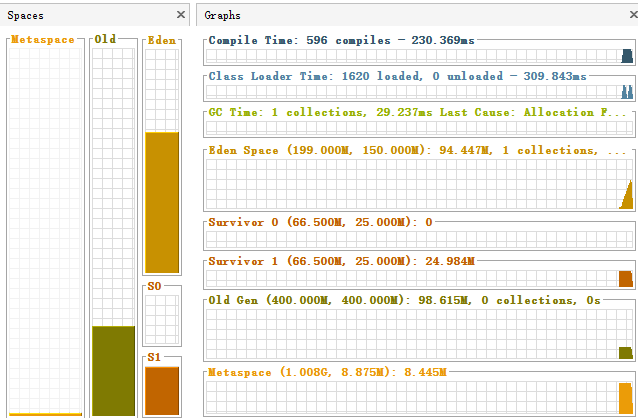 Spaces
Graphs
Metaspace
Old
Eden
S0
S1
Compile Time: 596 compiles - 230.369ms
Class Loader Time: 1620 loaded, 0 unloaded - 309.843ms
GC Time: 1 collections, 29.237ms Last Cause: Allocation F...
Eden Space (199.000M, 150.000M): 94.447M, 1 collections, ...
Survivor 0 (66.500M, 25.000M): 0
Survivor 1 (66.500M, 25.000M): 24.984M
Old Gen (400.000M, 400.000M): 98.615M, 0 collections, 0s
Metaspace (1.008G, 8.875M): 8.445M